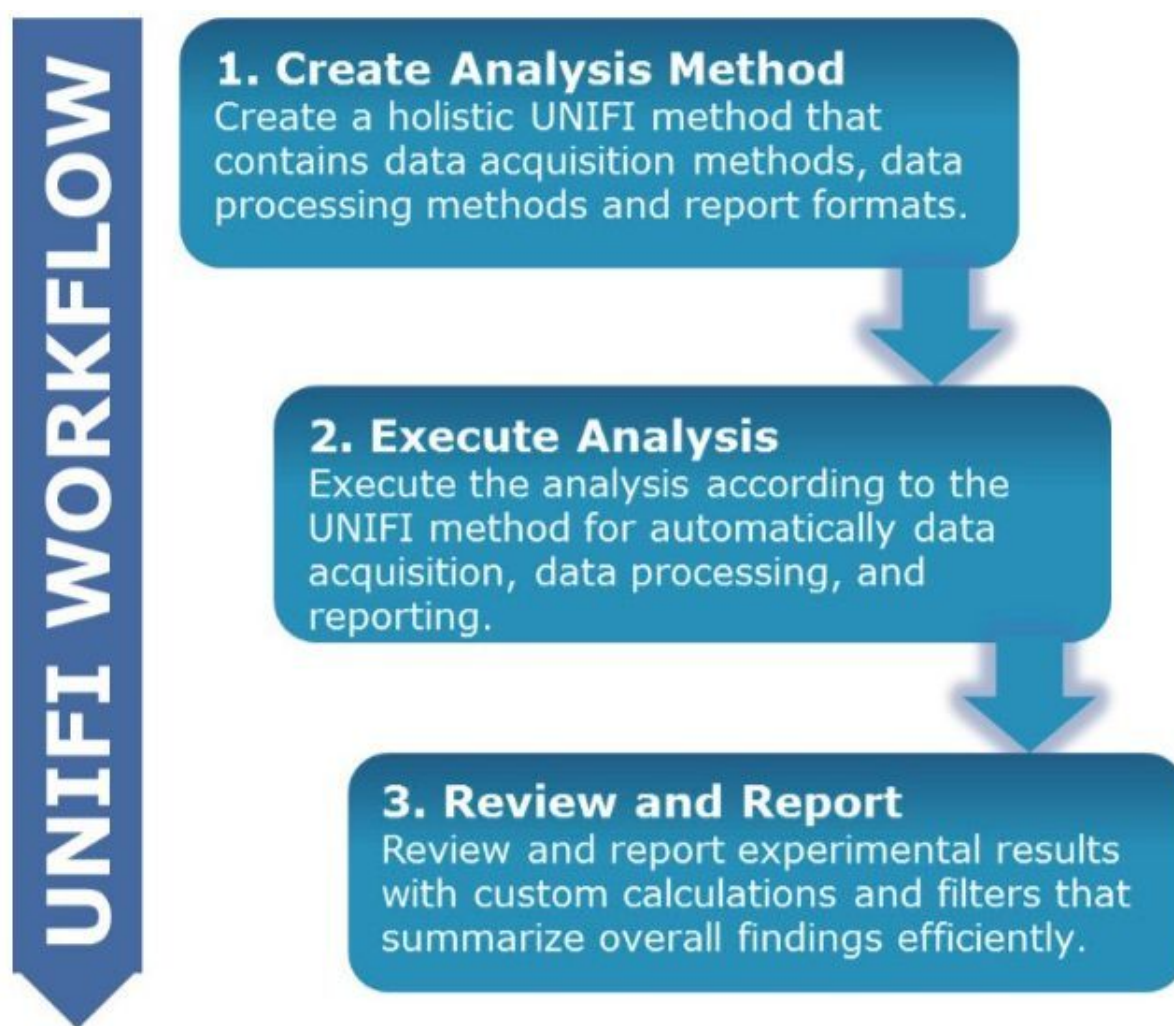 UNIFI WORKFLOW
1. Create Analysis Method
Create a holistic UNIFI method that
contains data acquisition methods, data
processing methods and report formats.
2. Execute Analysis
Execute the analysis according to the
UNIFI method for automatically data
acquisition, data processing, and
reporting.
3. Review and Report
Review and report experimental results
with custom calculations and filters that
summarize overall findings efficiently.